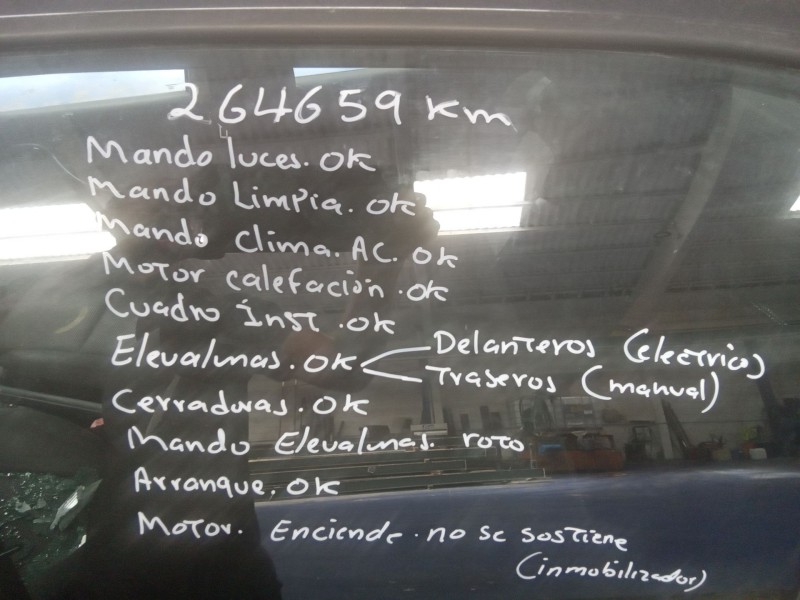 264659 km
Mando luces. OK
Mando Limpia. OK
Mando Clima. AC. OK
Motor calefación. OK
Cuadro Inst. OK
Elevalunas. OK
Delanteros (electrico)
Traseros (manual)
Cerraduras. OK
Mando Elevalunas. roto
Arranque. OK
Motor. Enciende. no se sostiene
(inmobilizador)